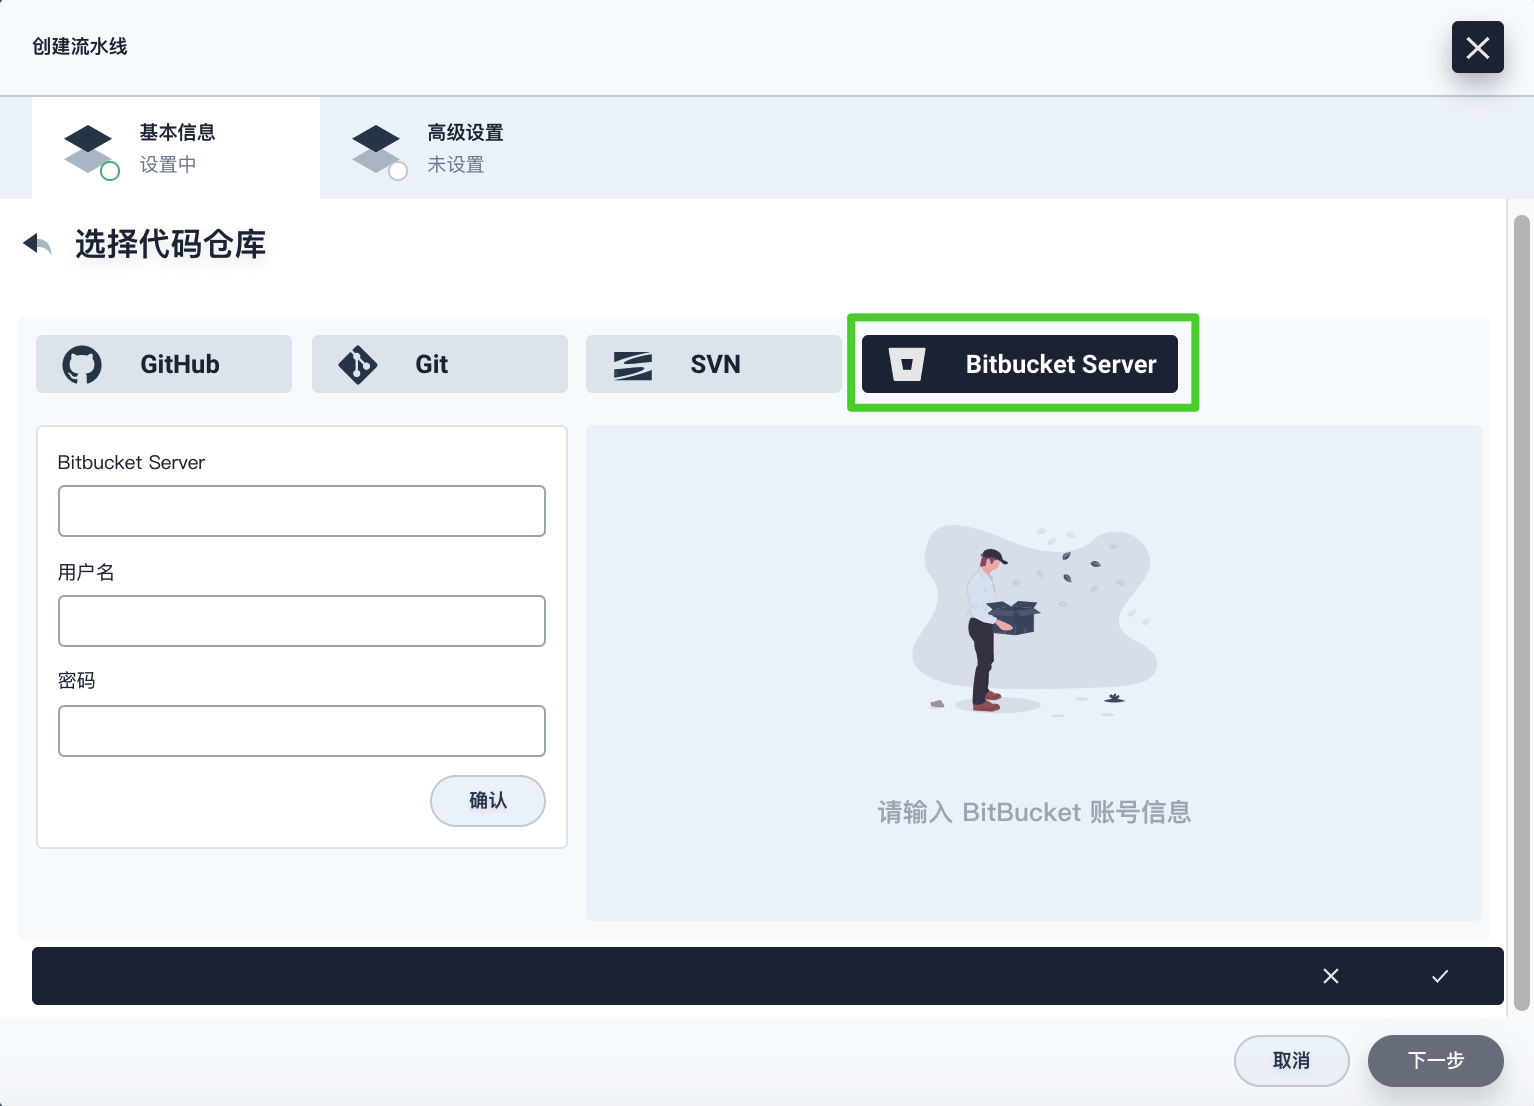 创建流水线
基本信息
设置中
高级设置
未设置
选择代码仓库
GitHub
Git
SVN
Bitbucket Server
Bitbucket Server
用户名
密码
确认
请输入 BitBucket 账号信息
取消
下一步